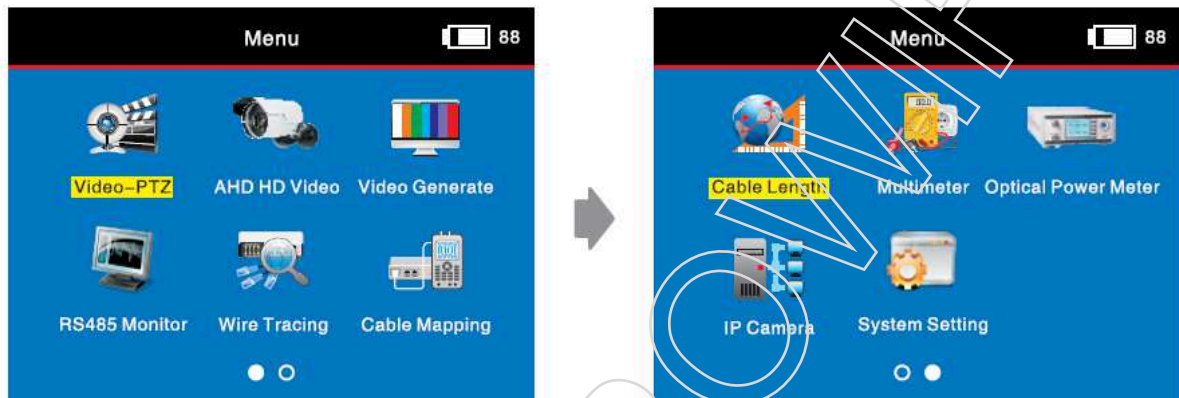 Menu
88
Video-PTZ
AHD HD Video
Video Generate
RS485 Monitor
Wire Tracing
Cable Mapping
Menu
88
Cable Length
Multimeter
Optical Power Meter
IP Camera
System Setting